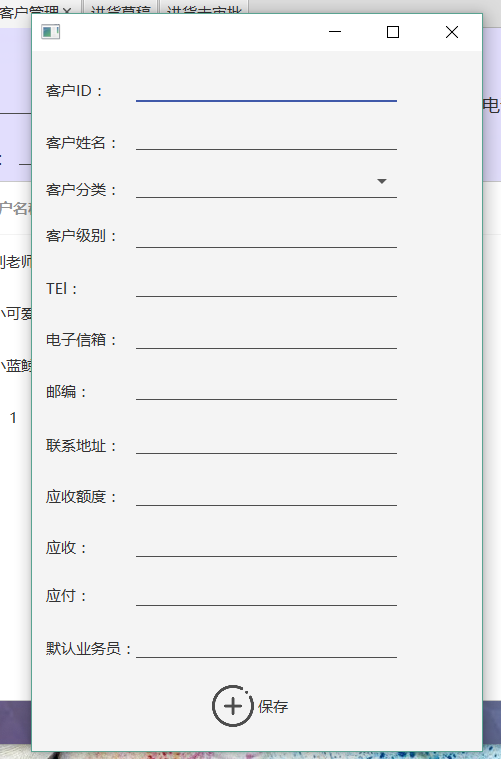 客户管理 ×
进货草稿
进货未审批
电
：
户名称
刘老师
小可爱
小蓝鲸
1
客户ID：
客户姓名：
客户分类：
客户级别：
TEl：
电子信箱：
邮编：
联系地址：
应收额度：
应收：
应付：
默认业务员：
保存